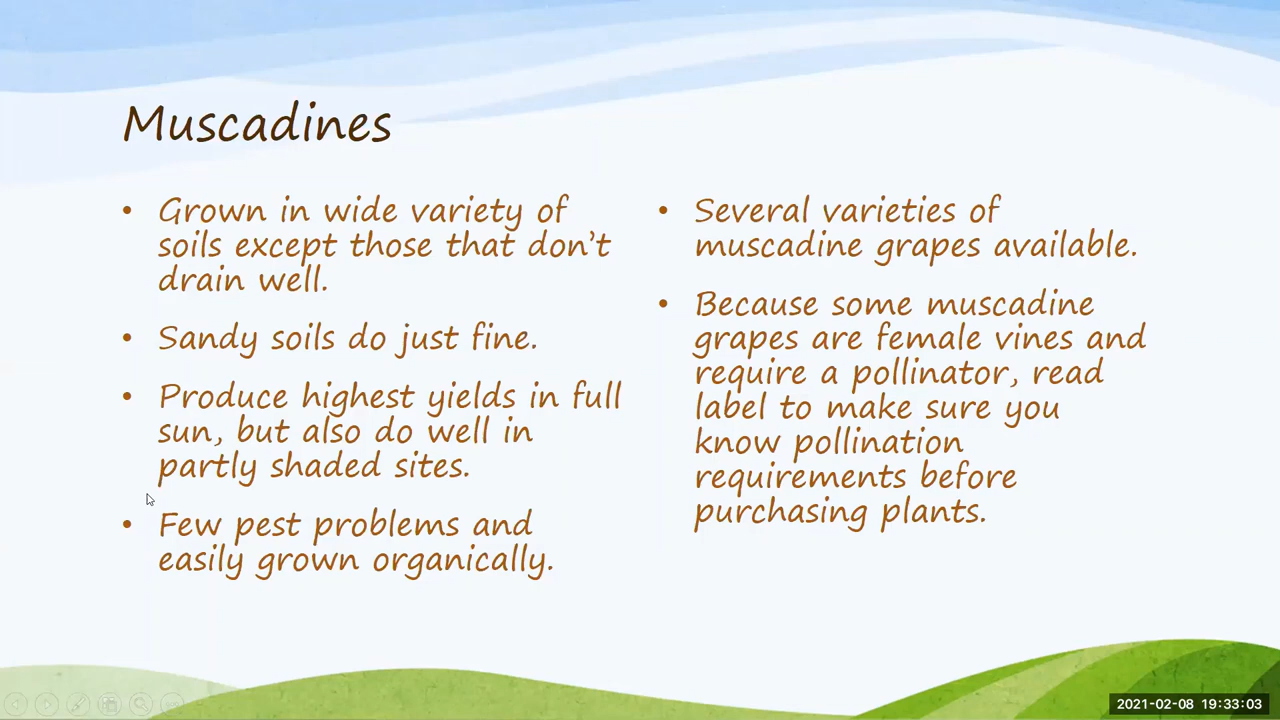 Muscadines
• Grown in wide variety of
soils except those that don't
drain well.
• Sandy soils do just fine.
• Produce highest yields in full
sun, but also do well in
partly shaded sites.
• Few pest problems and
easily grown organically.
• Several varieties of
muscadine grapes available.
• Because some muscadine
grapes are female vines and
require a pollinator, read
label to make sure you
know pollination
requirements before
purchasing plants.
2021-02-08 19:33:03